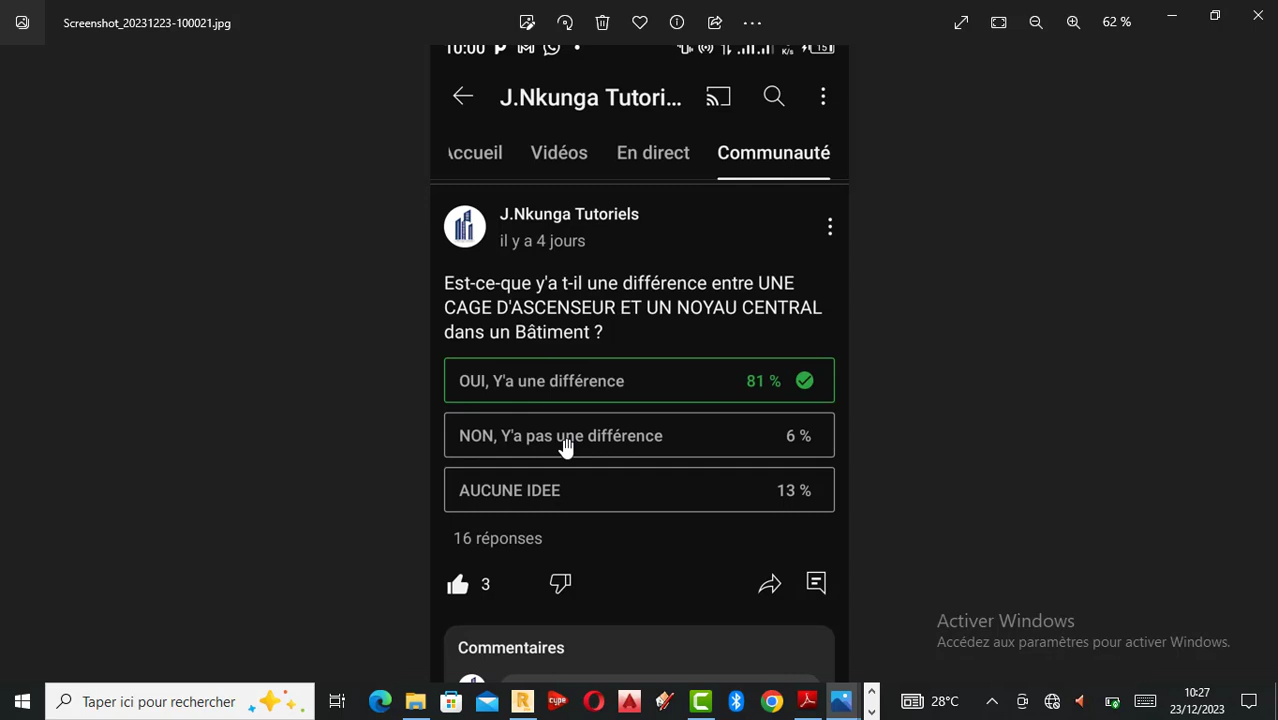 Screenshot_20231223-100021.jpg
62 %
10:00
K/s
15
J.Nkunga Tutori...
Accueil Vidéos En direct Communauté
J.Nkunga Tutoriels
il y a 4 jours
Est-ce-que y'a t-il une différence entre UNE
CAGE D'ASCENSEUR ET UN NOYAU CENTRAL
dans un Bâtiment ?
OUI, Y'a une différence 81 %
NON, Y'a pas une différence 6 %
AUCUNE IDEE 13 %
16 réponses
3
Commentaires
Activer Windows
Accédez aux paramètres pour activer Windows.
Taper ici pour rechercher
28°C
10:27
23/12/2023